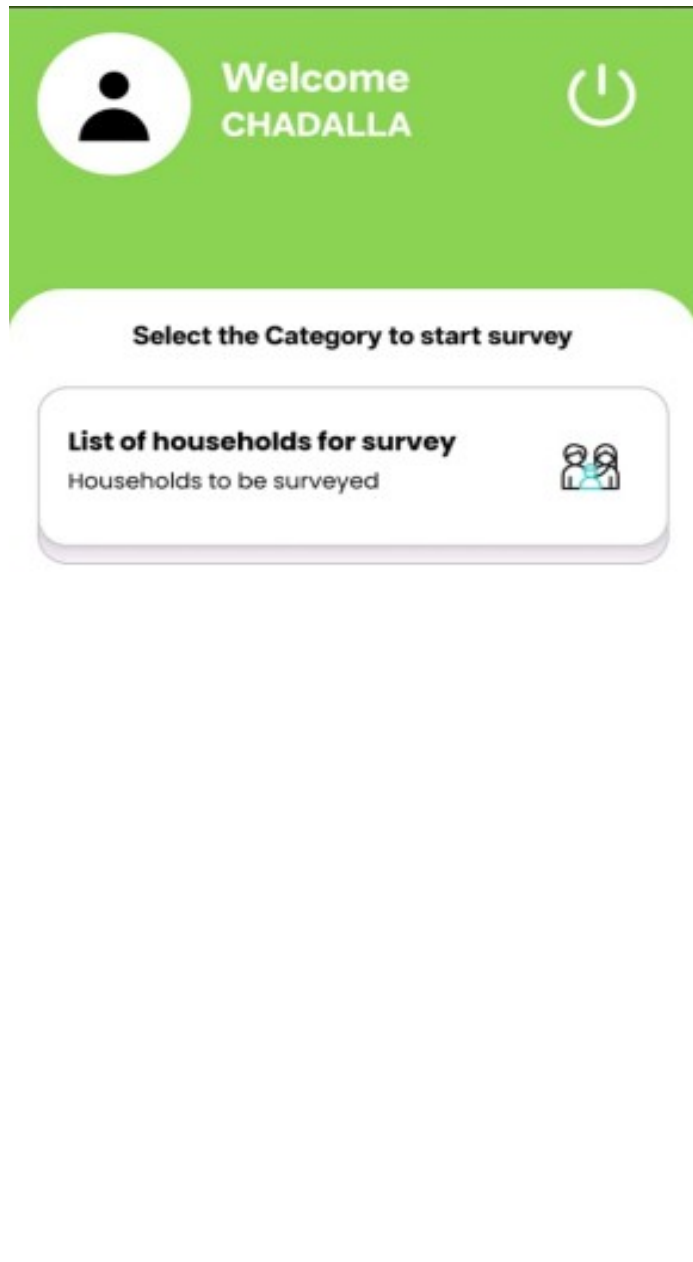 Welcome
CHADALLA
Select the Category to start survey
List of households for survey
Households to be surveyed